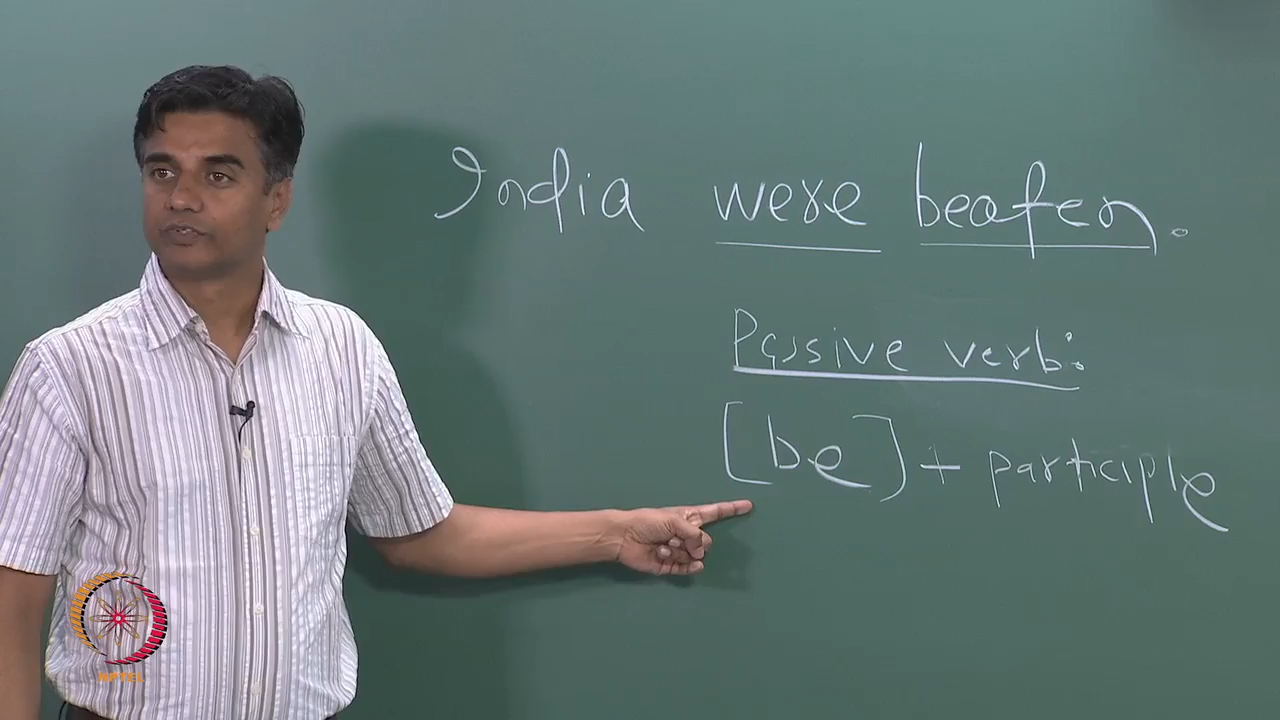 India were beaten.
Passive verb:
[be] + participle
NPTEL